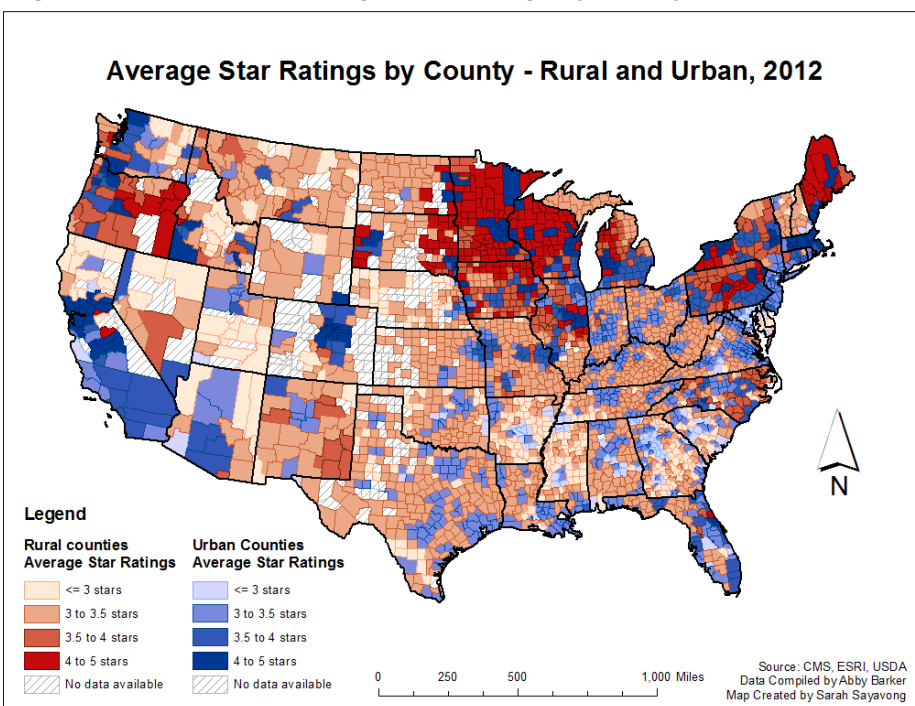 Average Star Ratings by County - Rural and Urban, 2012
N
Legend
Rural counties
Average Star Ratings
<= 3 stars
3 to 3.5 stars
3.5 to 4 stars
4 to 5 stars
No data available
Urban Counties
Average Star Ratings
<= 3 stars
3 to 3.5 stars
3.5 to 4 stars
4 to 5 stars
No data available
0 250 500 1,000 Miles
Source: CMS, ESRI, USDA
Data Compiled by Abby Barker
Map Created by Sarah Sayavong